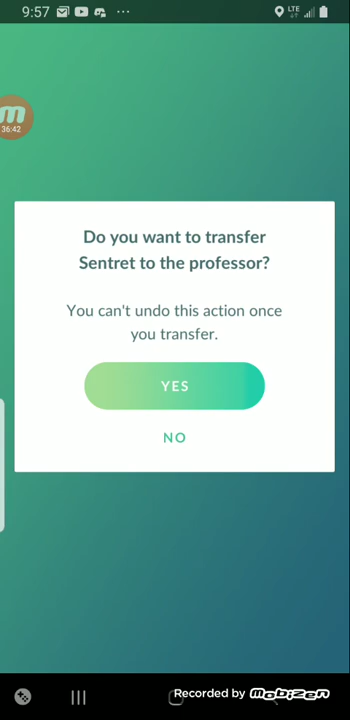 9:57
LTE
m
36:42
Do you want to transfer
Sentret to the professor?
You can't undo this action once
you transfer.
YES
NO
Recorded by Mobizen